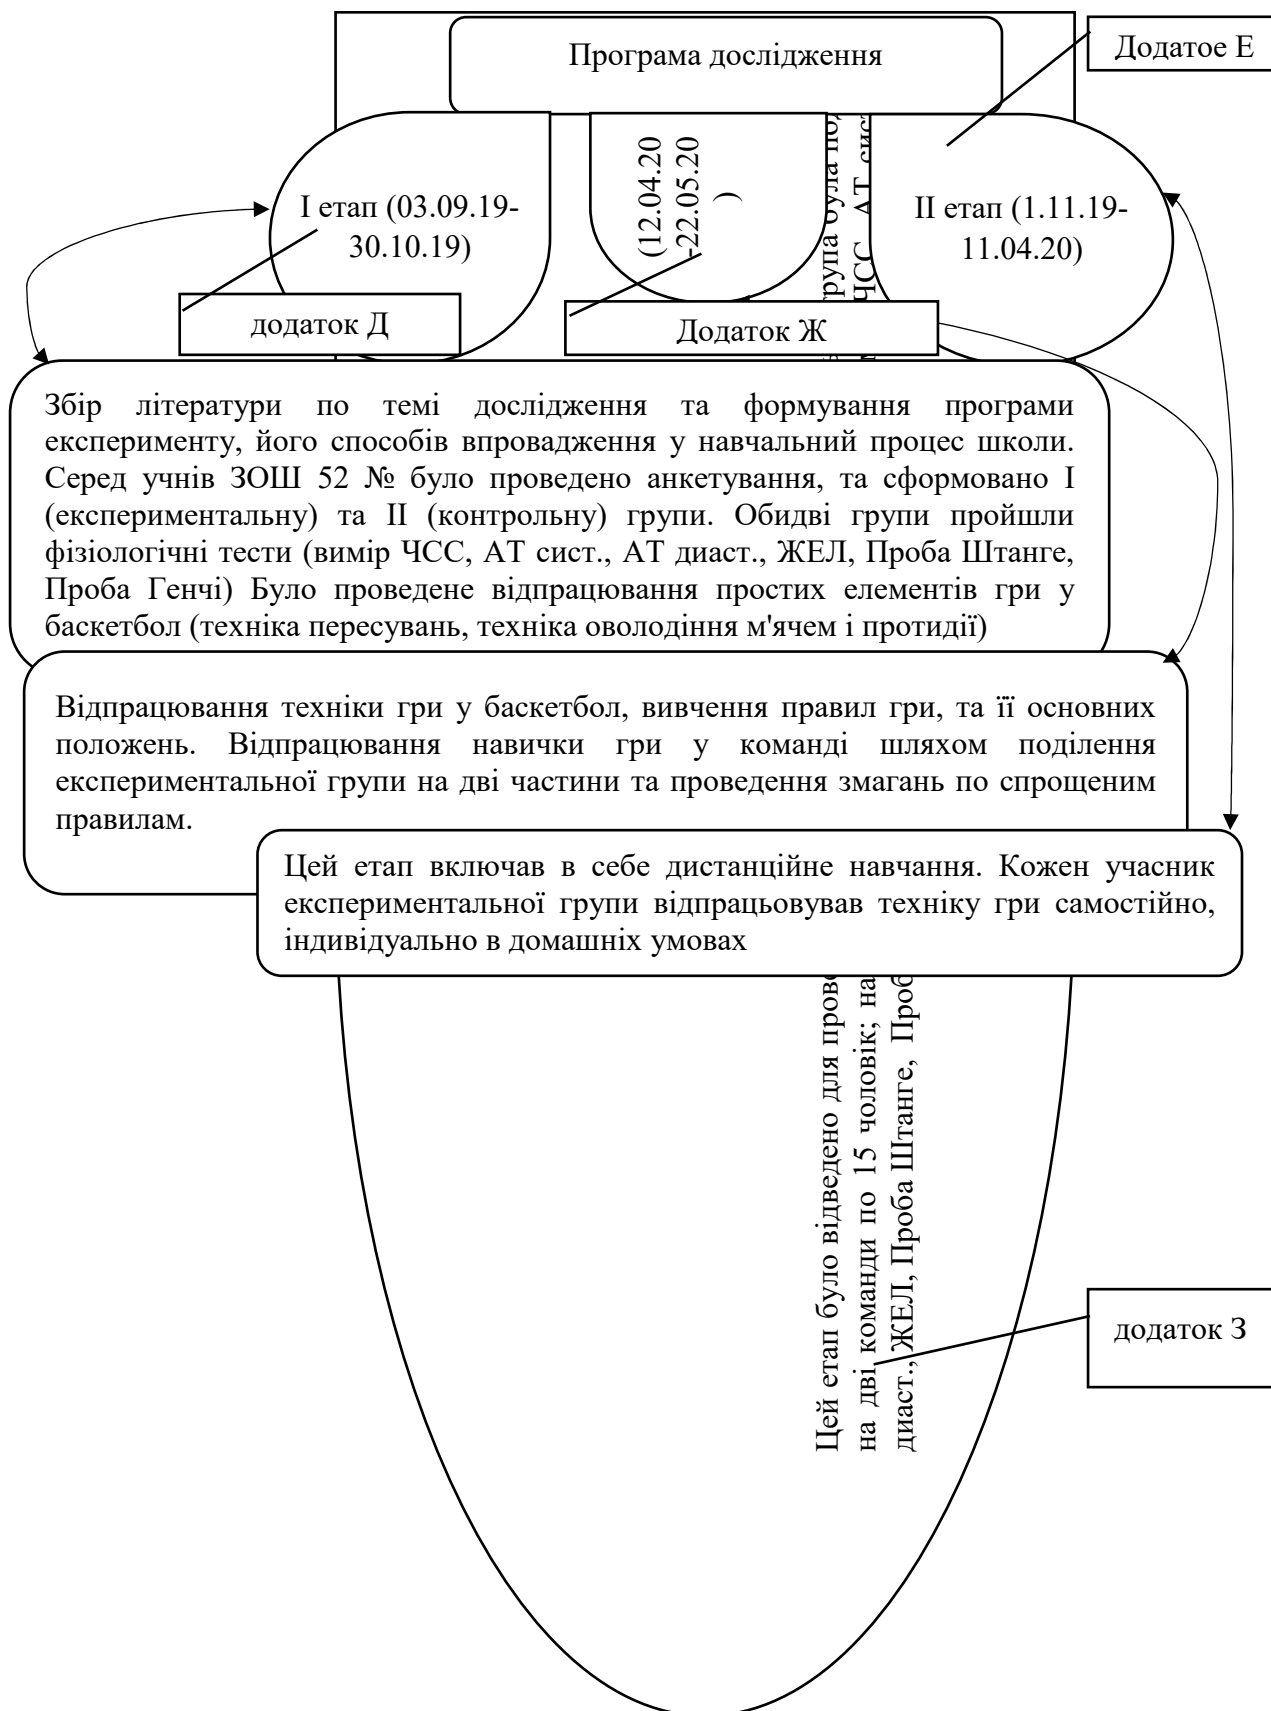 Програма дослідження
Додатое Е
І етап (03.09.19-
30.10.19)
(12.04.20
-22.05.20
)
ІІ етап (1.11.19-
11.04.20)
додаток Д
Додаток Ж
Збір літератури по темі дослідження та формування програми
експерименту, його способів впровадження у навчальний процес школи.
Серед учнів ЗОШ 52 № було проведено анкетування, та сформовано І
(експериментальну) та ІІ (контрольну) групи. Обидві групи пройшли
фізіологічні тести (вимір ЧСС, АТ сист., АТ диаст., ЖЕЛ, Проба Штанге,
Проба Генчі) Було проведене відпрацювання простих елементів гри у
баскетбол (техніка пересувань, техніка оволодіння м'ячем і протидії)
Відпрацювання техніки гри у баскетбол, вивчення правил гри, та її основних
положень. Відпрацювання навички гри у команді шляхом поділення
експериментальної групи на дві частини та проведення змагань по спрощеним
правилам.
Цей етап включав в себе дистанційне навчання. Кожен учасник
експериментальної групи відпрацьовував техніку гри самостійно,
індивідуально в домашніх умовах
Цей етап було відведено для була
на дві команди по 15 чоловік; ЧСС, АТ
диаст., ЖЕЛ, Проба Штанге,
додаток З